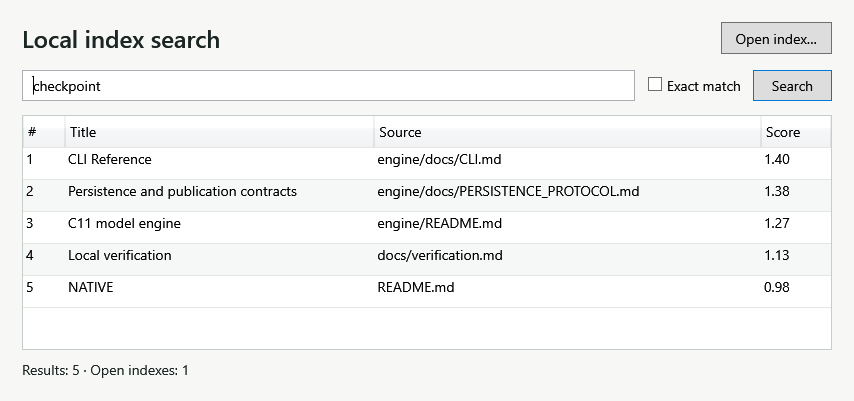 Local index search
Open index...
checkpoint
Exact match
Search
# Title Source Score
1 CLI Reference engine/docs/CLI.md 1.40
2 Persistence and publication contracts engine/docs/PERSISTENCE_PROTOCOL.md 1.38
3 C11 model engine engine/README.md 1.27
4 Local verification docs/verification.md 1.13
5 NATIVE README.md 0.98
Results: 5 · Open indexes: 1